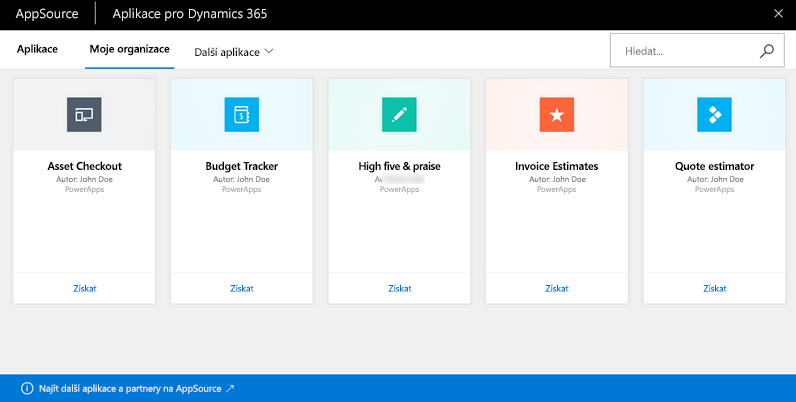 AppSource
Aplikace pro Dynamics 365
Aplikace
Moje organizace
Další aplikace
Hledat...
Asset Checkout
Autor: John Doe
PowerApps
Získat
Budget Tracker
Autor: John Doe
PowerApps
Získat
High five & praise
PowerApps
Získat
Invoice Estimates
Autor: John Doe
PowerApps
Získat
Quote estimator
Autor: John Doe
PowerApps
Získat
Najít další aplikace a partnery na AppSource